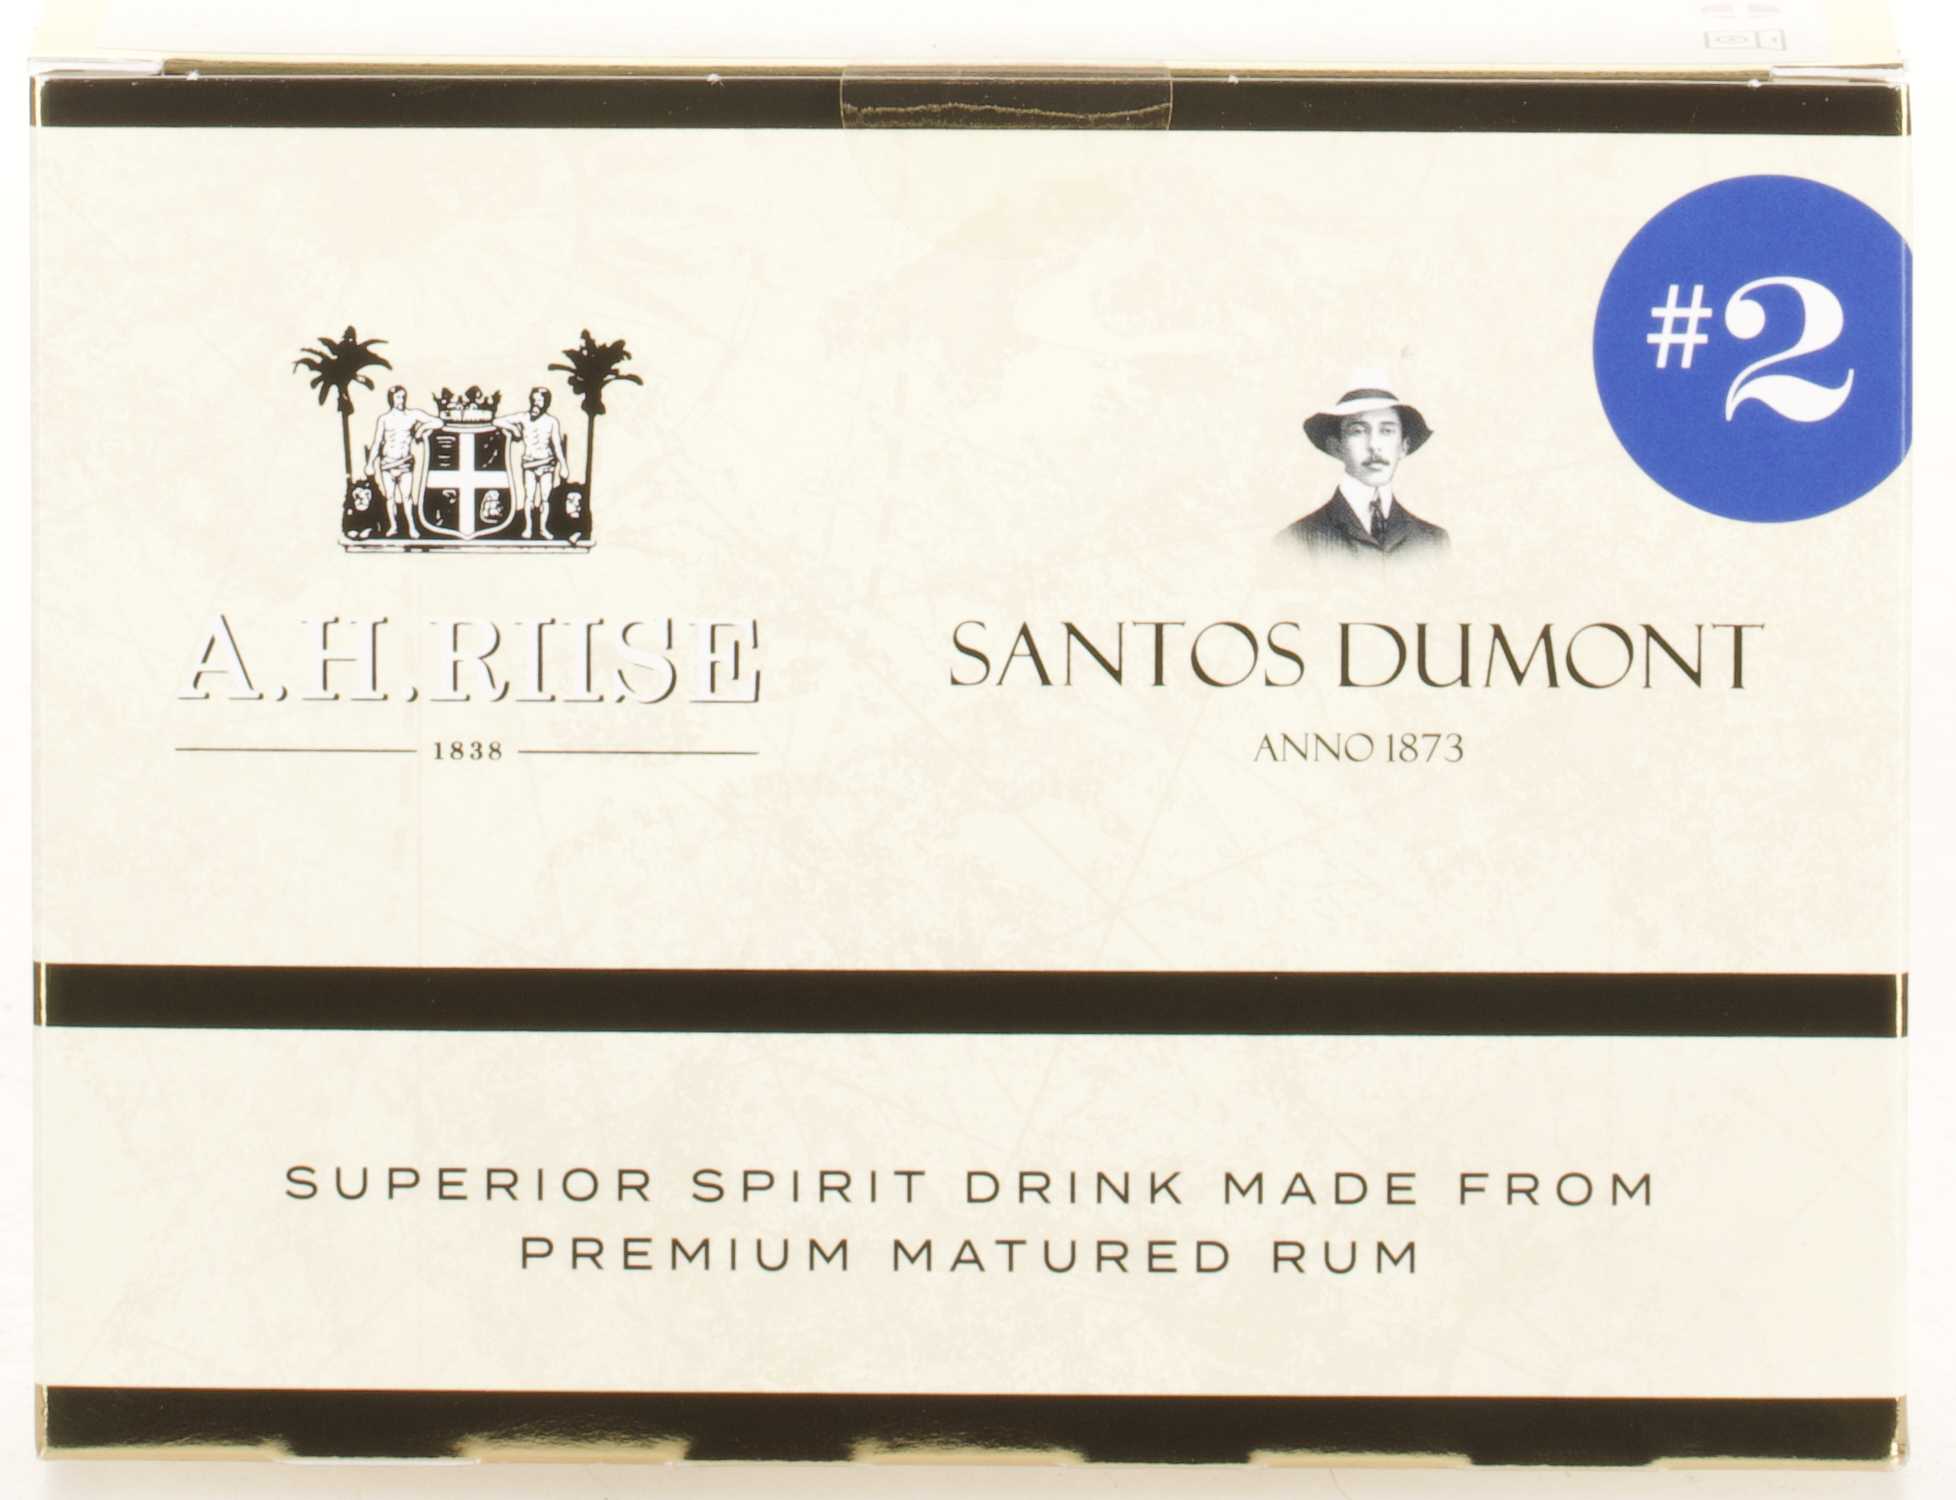 #2
A.H.RIISE
1838
SANTOS DUMONT
ANNO 1873
SUPERIOR SPIRIT DRINK MADE FROM
PREMIUM MATURED RUM